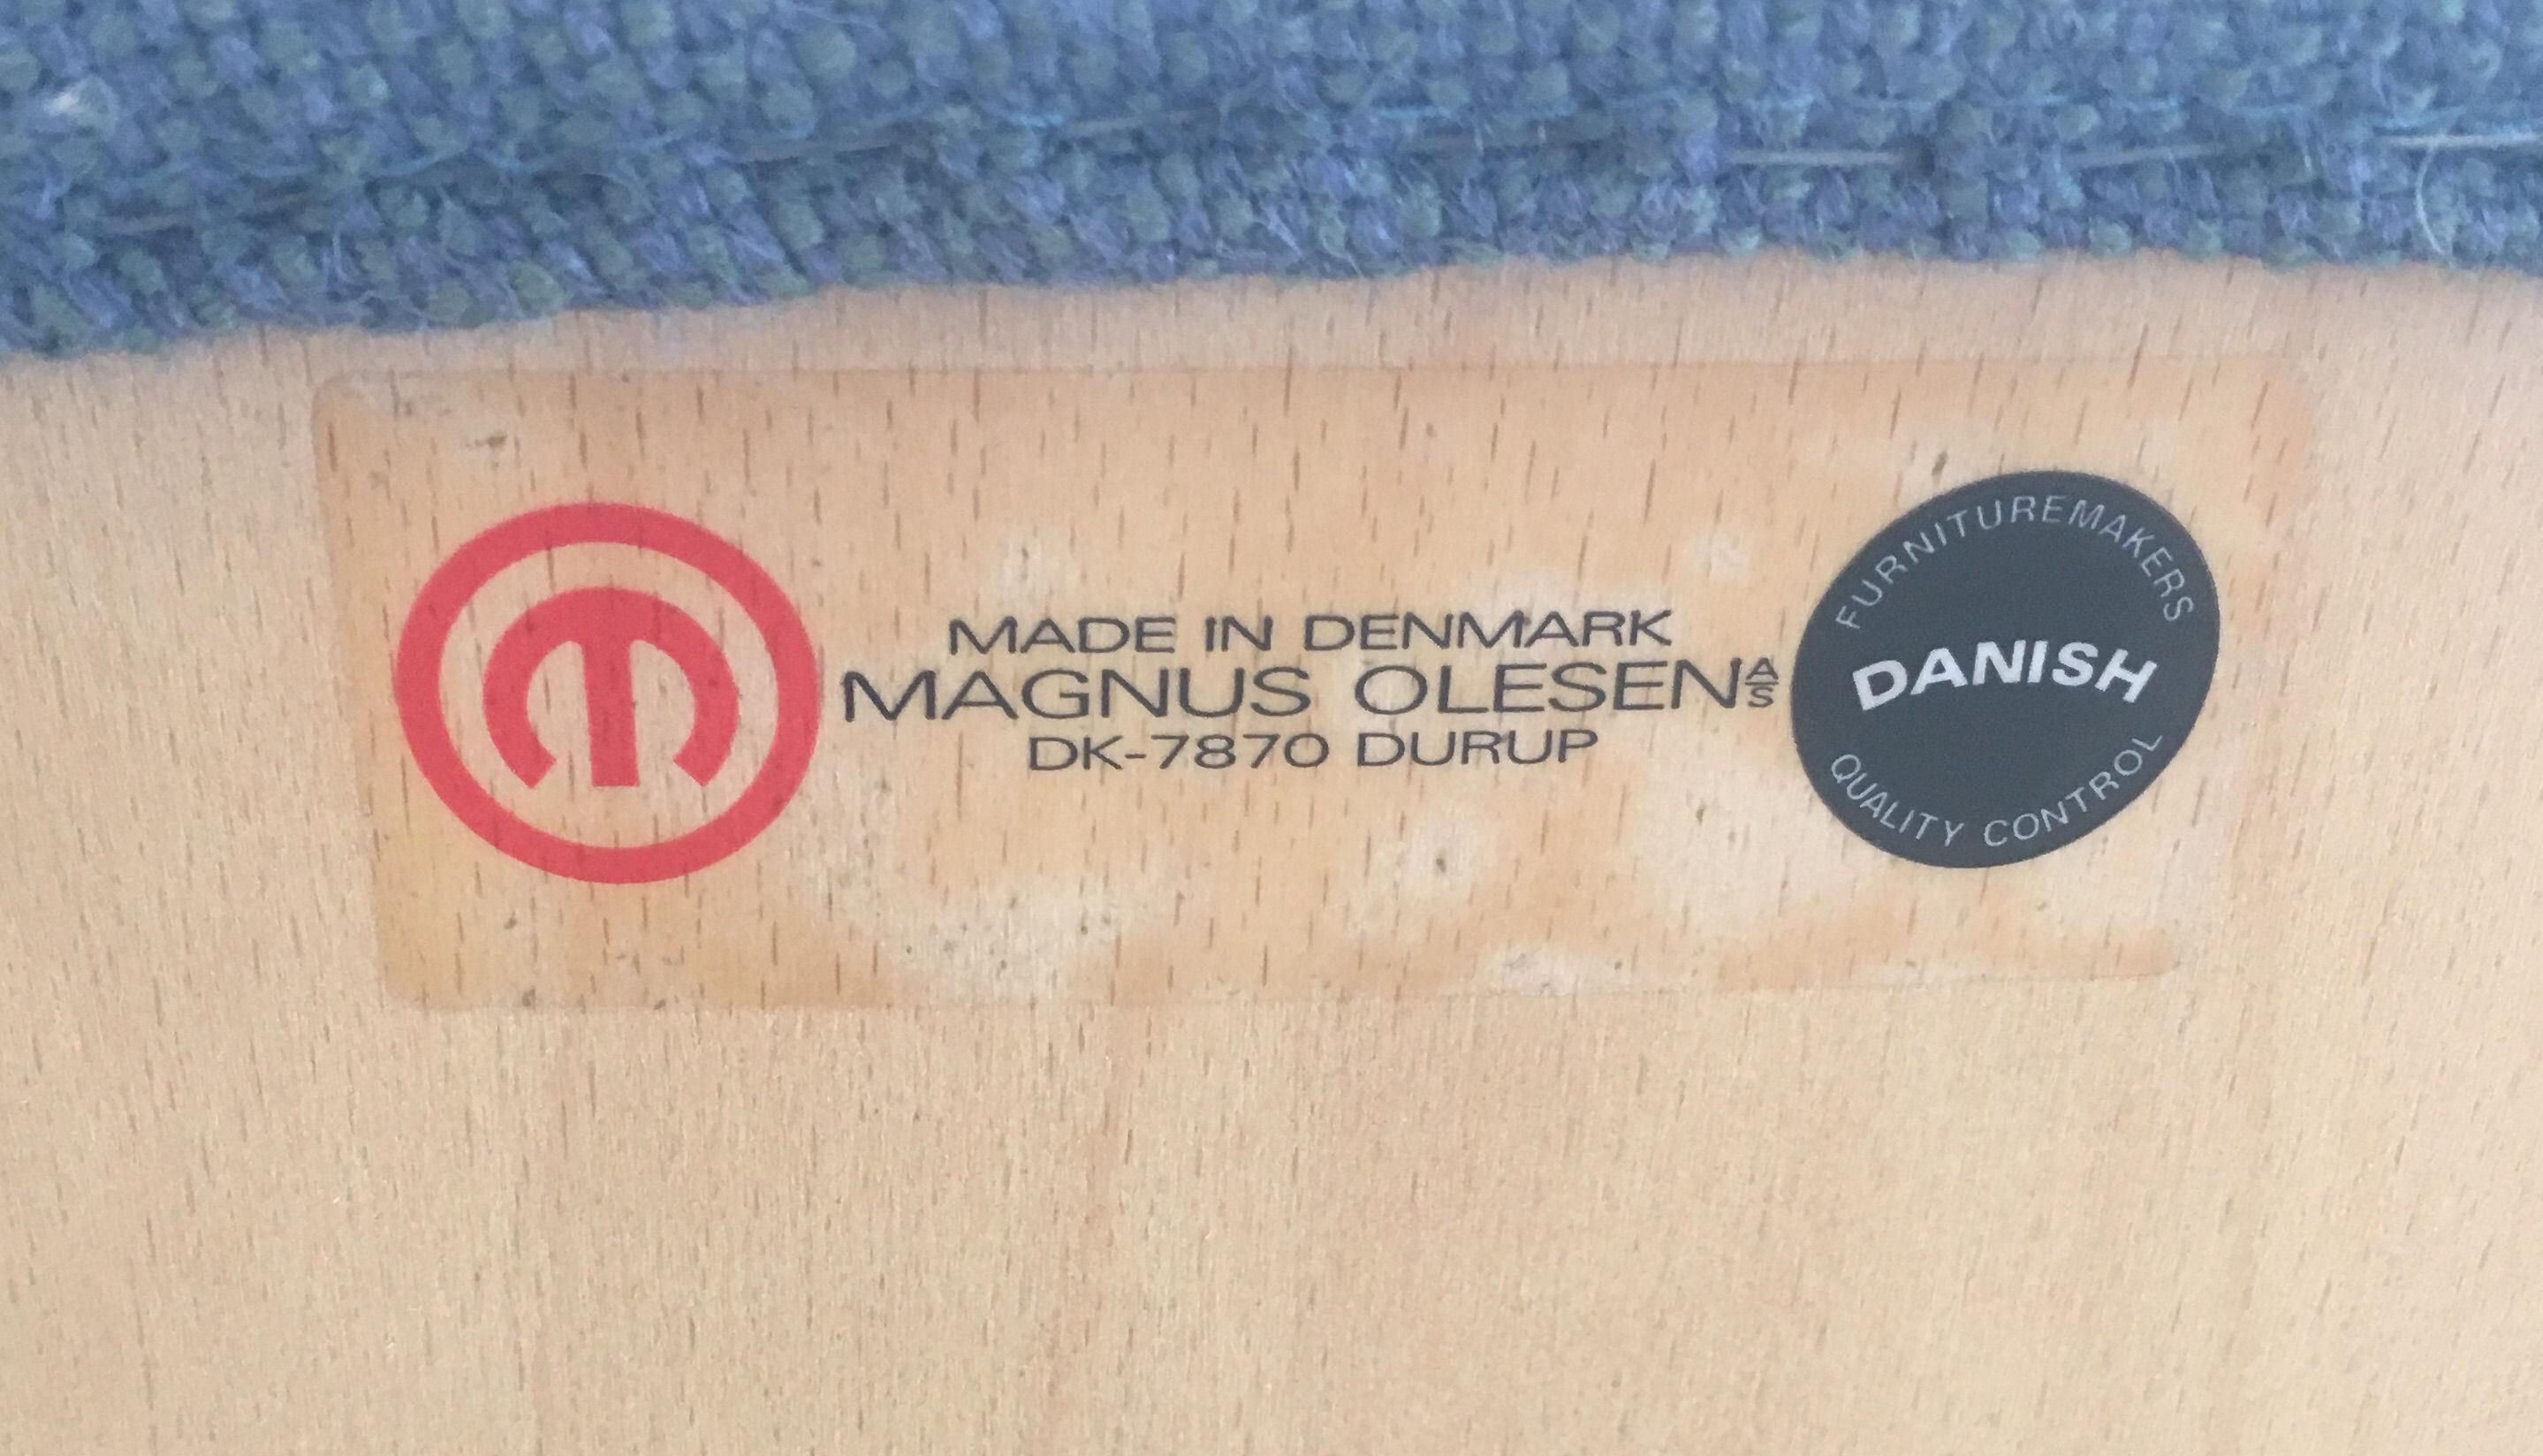 MADE IN DENMARK
MAGNUS OLESEN A/S
DK-7870 DURUP
FURNITUREMAKERS
DANISH
QUALITY CONTROL